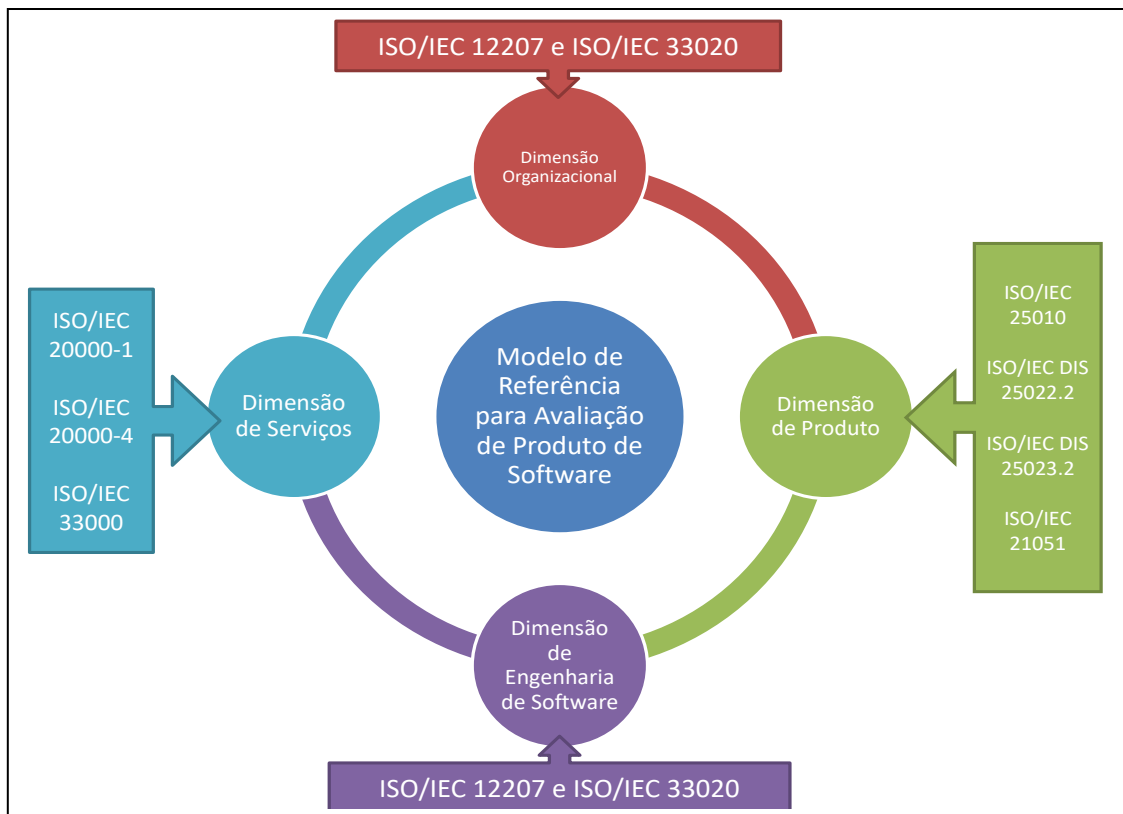 ISO/IEC 12207 e ISO/IEC 33020
Dimensão
Organizacional
ISO/IEC
20000-1
ISO/IEC
20000-4
ISO/IEC
33000
Dimensão
de Serviços
Modelo de
Referência
para Avaliação
de Produto de
Software
Dimensão
de Produto
ISO/IEC
25010
ISO/IEC DIS
25022.2
ISO/IEC DIS
25023.2
ISO/IEC
21051
Dimensão
de
Engenharia
de Software
ISO/IEC 12207 e ISO/IEC 33020